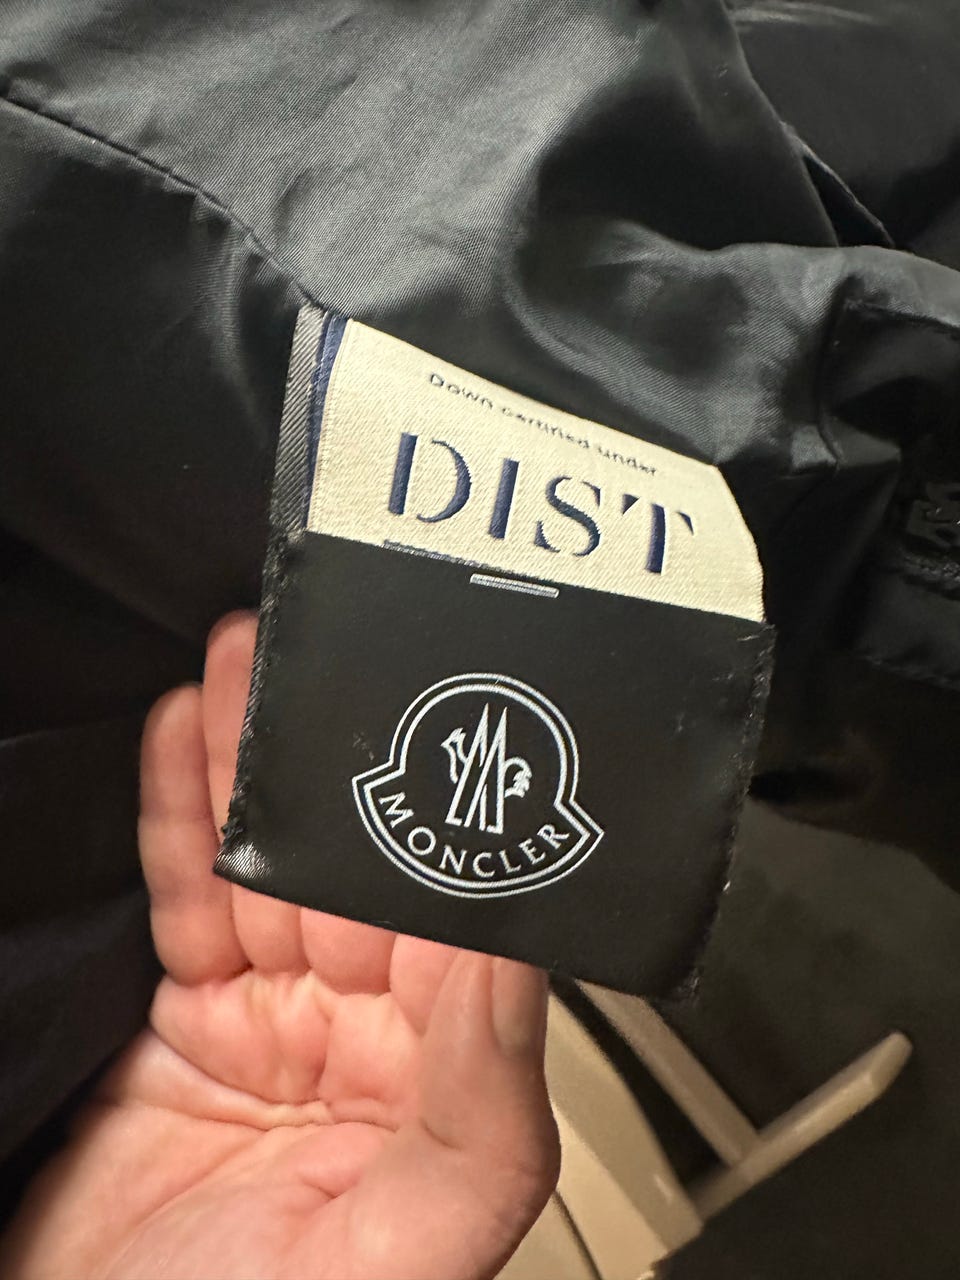 Down certified under
DIST
MONCLER